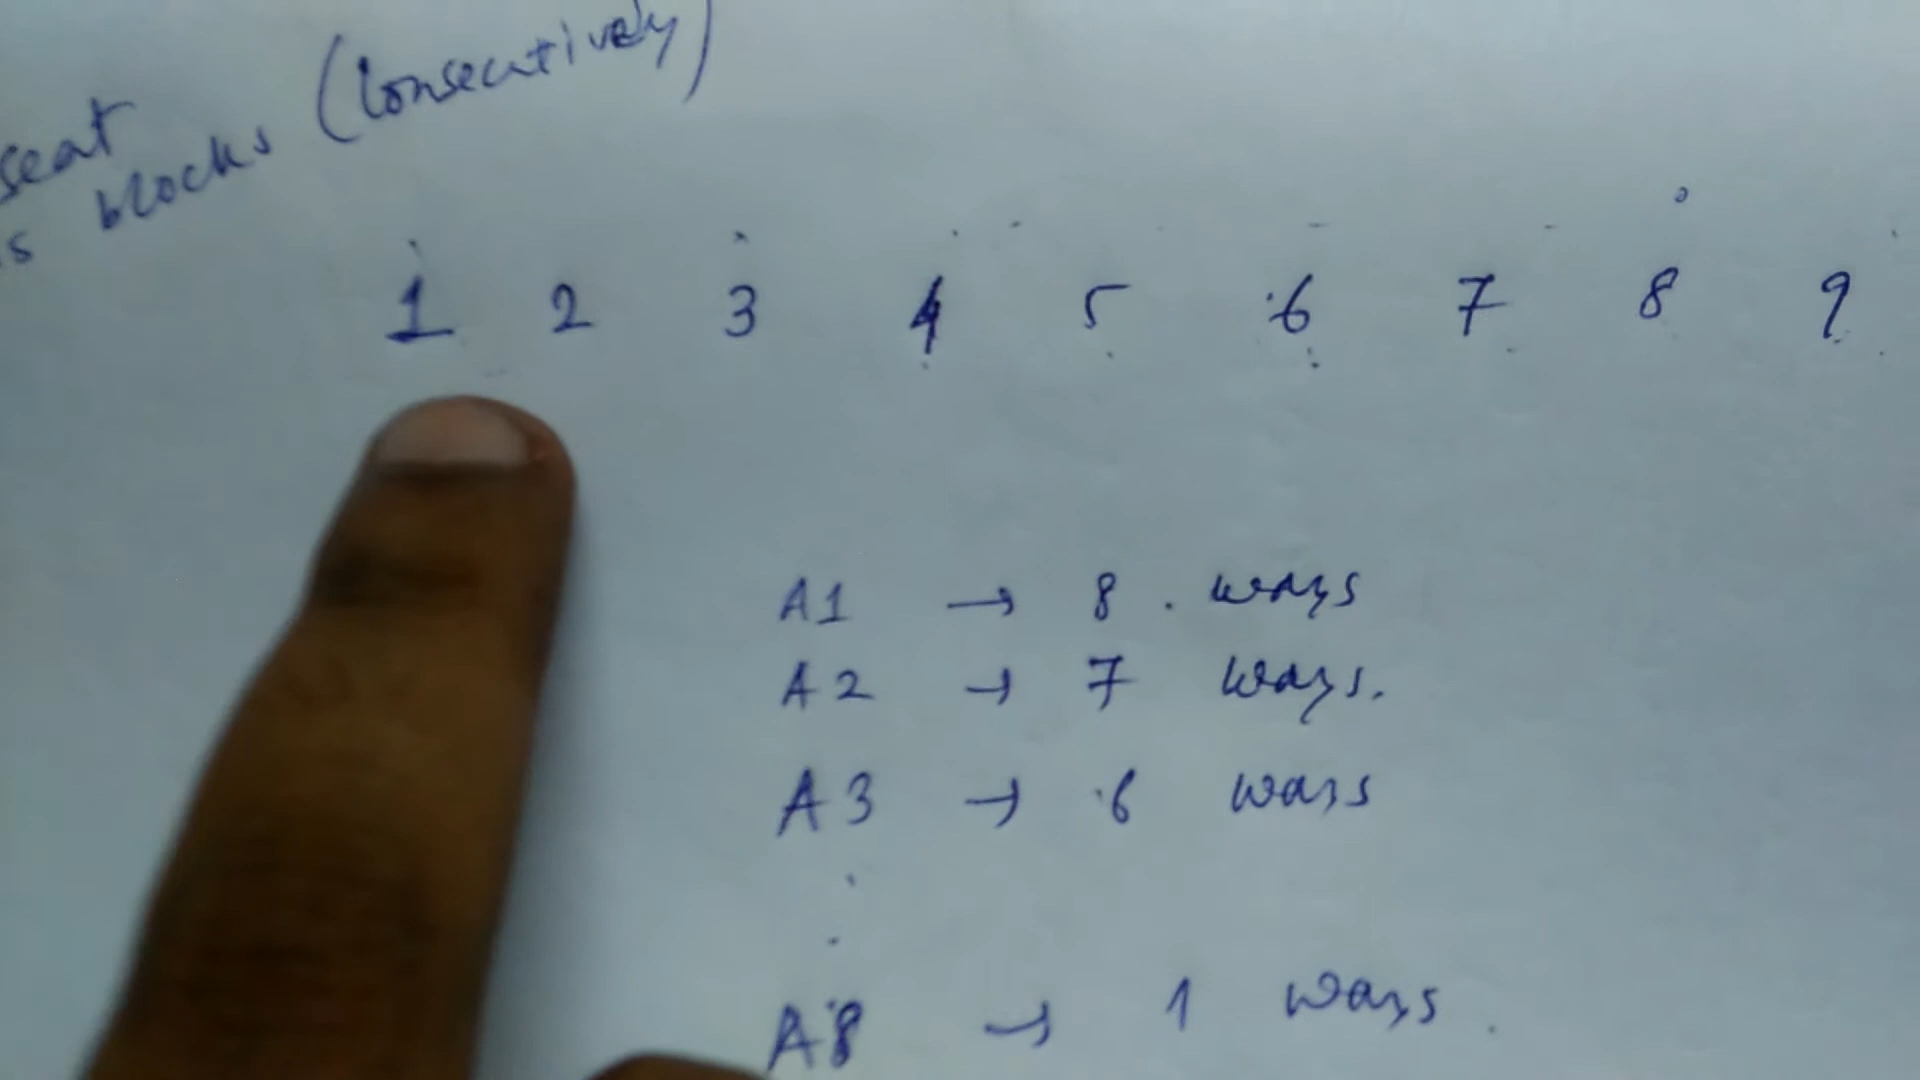 seat
s blocks (Consecutively)
1 2 3 4 5 6 7 8 9
A1 → 8 ways
A2 → 7 ways.
A3 → 6 ways
A8 → 1 ways.